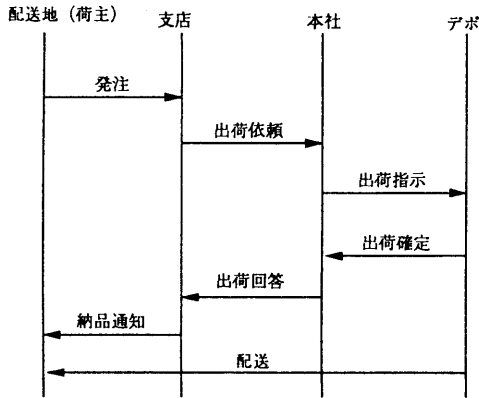 配送地（荷主） 支店 本社 デポ
発注
出荷依頼
出荷指示
出荷確定
出荷回答
納品通知
配送